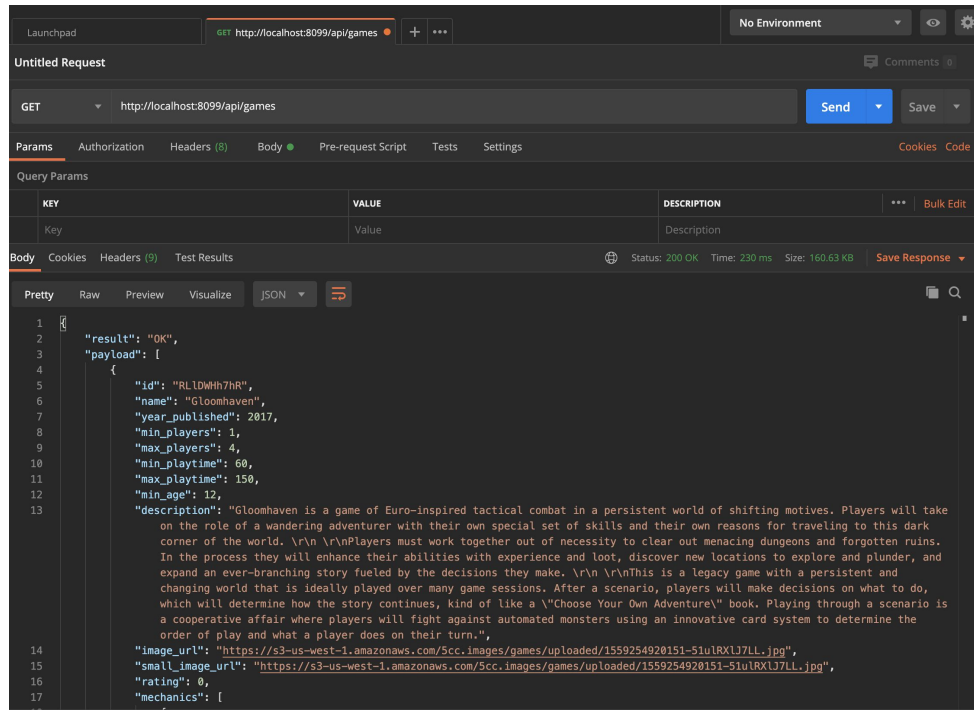 Launchpad
GET http://localhost:8099/api/games
No Environment
Untitled Request
Comments 0
GET
http://localhost:8099/api/games
Send
Save
Params Authorization Headers (8) Body Pre-request Script Tests Settings Cookies Code
Query Params
KEY VALUE DESCRIPTION ••• Bulk Edit
Key Value Description
Body Cookies Headers (9) Test Results Status: 200 OK Time: 230 ms Size: 160.63 KB Save Response
Pretty Raw Preview Visualize JSON
1 {
2 "result": "OK",
3 "payload": [
4 {
5 "id": "RLlDWHh7hR",
6 "name": "Gloomhaven",
7 "year_published": 2017,
8 "min_players": 1,
9 "max_players": 4,
10 "min_playtime": 60,
11 "max_playtime": 150,
12 "min_age": 12,
13 "description": "Gloomhaven is a game of Euro-inspired tactical combat in a persistent world of shifting motives. Players will take
on the role of a wandering adventurer with their own special set of skills and their own reasons for traveling to this dark
corner of the world. \r\n \r\nPlayers must work together out of necessity to clear out menacing dungeons and forgotten ruins.
In the process they will enhance their abilities with experience and loot, discover new locations to explore and plunder, and
expand an ever-branching story fueled by the decisions they make. \r\n \r\nThis is a legacy game with a persistent and
changing world that is ideally played over many game sessions. After a scenario, players will make decisions on what to do,
which will determine how the story continues, kind of like a \"Choose Your Own Adventure\" book. Playing through a scenario is
a cooperative affair where players will fight against automated monsters using an innovative card system to determine the
order of play and what a player does on their turn.",
14 "image_url": "https://s3-us-west-1.amazonaws.com/5cc.images/games/uploaded/1559254920151-51ulRXlJ7LL.jpg",
15 "small_image_url": "https://s3-us-west-1.amazonaws.com/5cc.images/games/uploaded/1559254920151-51ulRXlJ7LL.jpg",
16 "rating": 0,
17 "mechanics": [